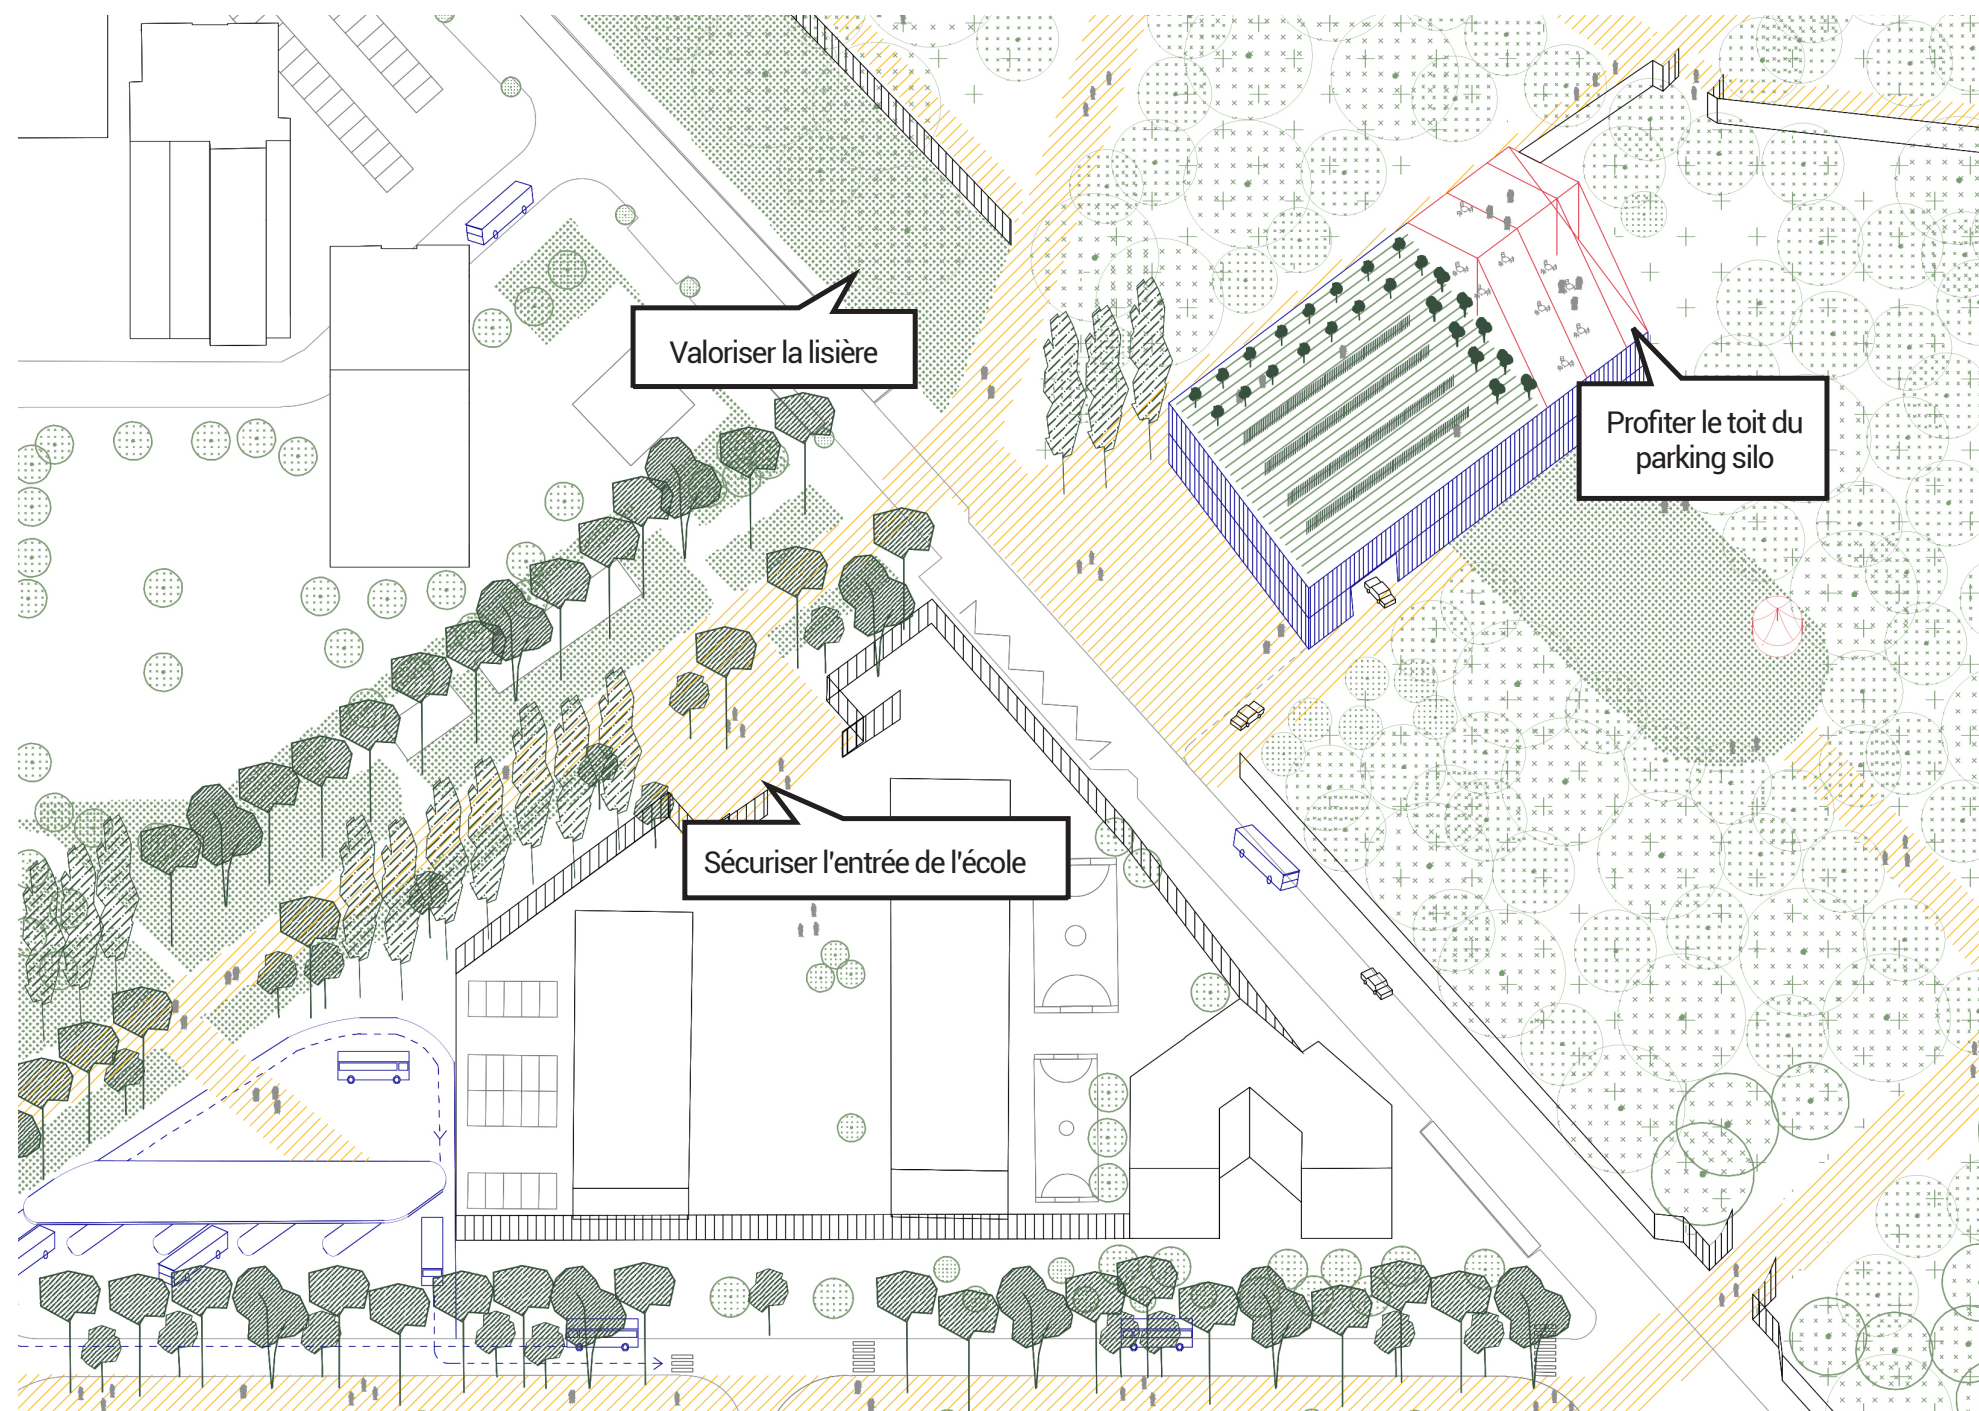 Valoriser la lisière
Profiter le toit du
parking silo
Sécuriser l'entrée de l'école